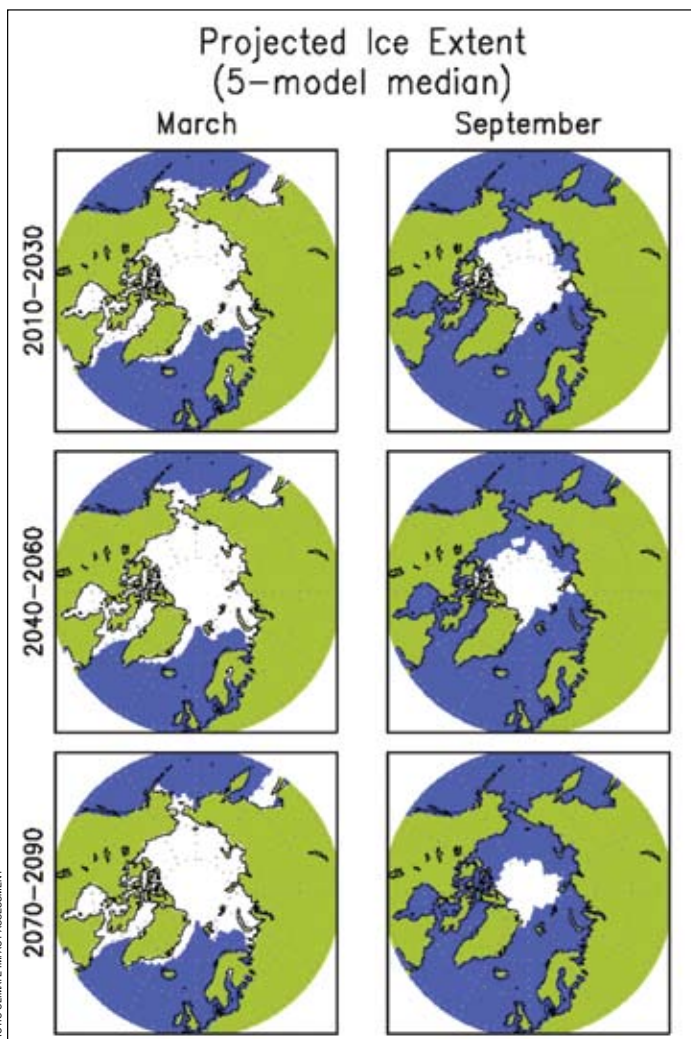 Projected Ice Extent
(5-model median)
March September
2010-2030
2040-2060
2070-2090